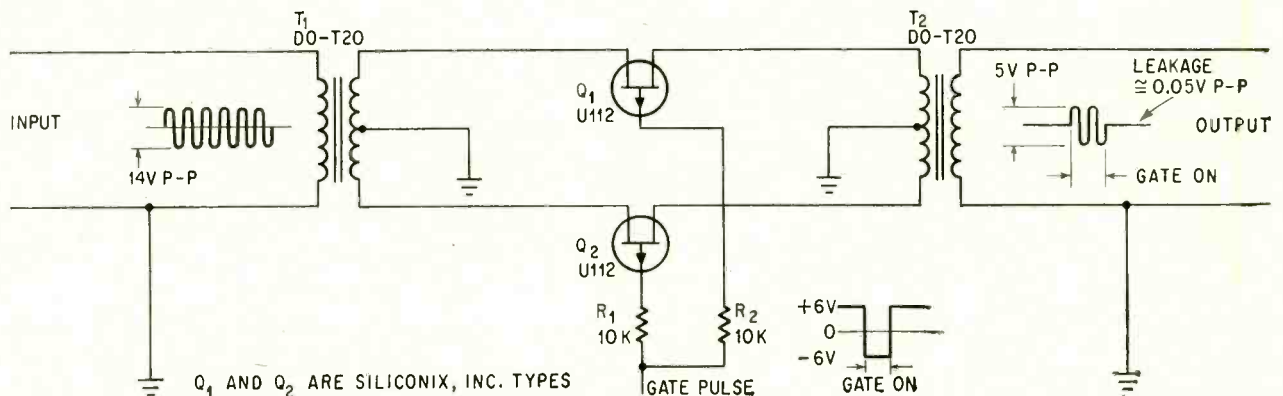 T1
DO-T20
T2
DO-T20
Q1
U112
5V P-P
LEAKAGE
≅ 0.05V P-P
INPUT
OUTPUT
14V P-P
GATE ON
Q2
U112
R1
10K
R2
10K
+6V
0
-6V
GATE ON
Q1 AND Q2 ARE SILICONIX, INC. TYPES
GATE PULSE